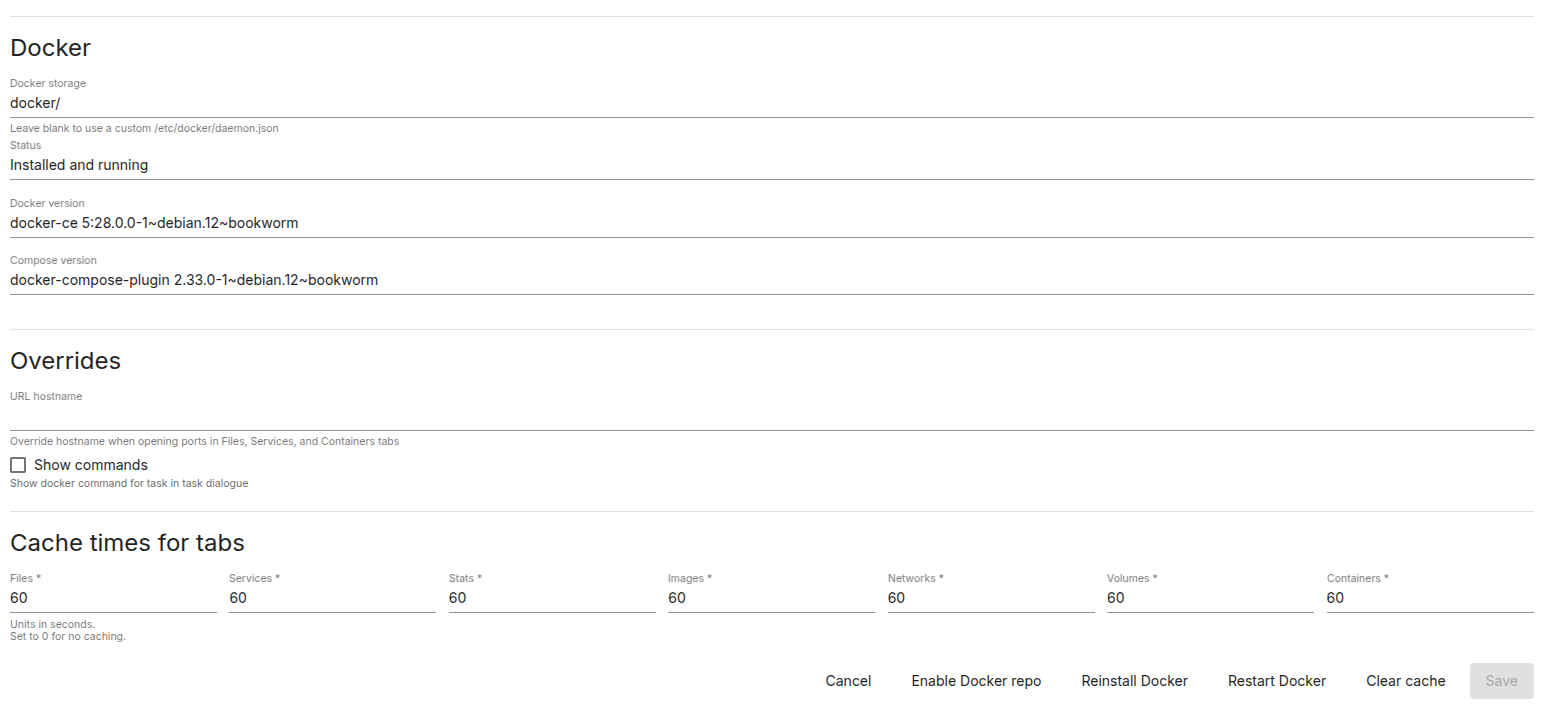 Docker
Docker storage
docker/
Leave blank to use a custom /etc/docker/daemon.json
Status
Installed and running
Docker version
docker-ce 5:28.0.0-1~debian.12~bookworm
Compose version
docker-compose-plugin 2.33.0-1~debian.12~bookworm
Overrides
URL hostname
Override hostname when opening ports in Files, Services, and Containers tabs
Show commands
Show docker command for task in task dialogue
Cache times for tabs
Files * Services * Stats * Images * Networks * Volumes * Containers *
60 60 60 60 60 60 60
Units in seconds.
Set to 0 for no caching.
Cancel Enable Docker repo Reinstall Docker Restart Docker Clear cache Save